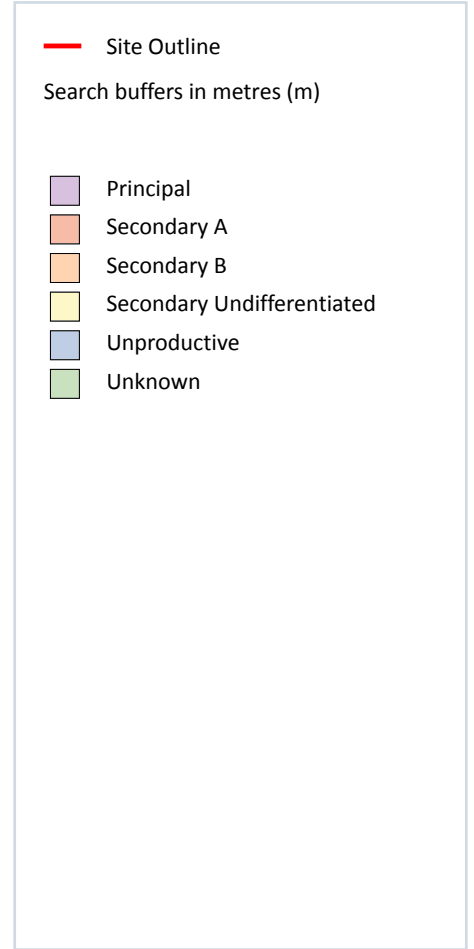 Site Outline
Search buffers in metres (m)
Principal
Secondary A
Secondary B
Secondary Undifferentiated
Unproductive
Unknown